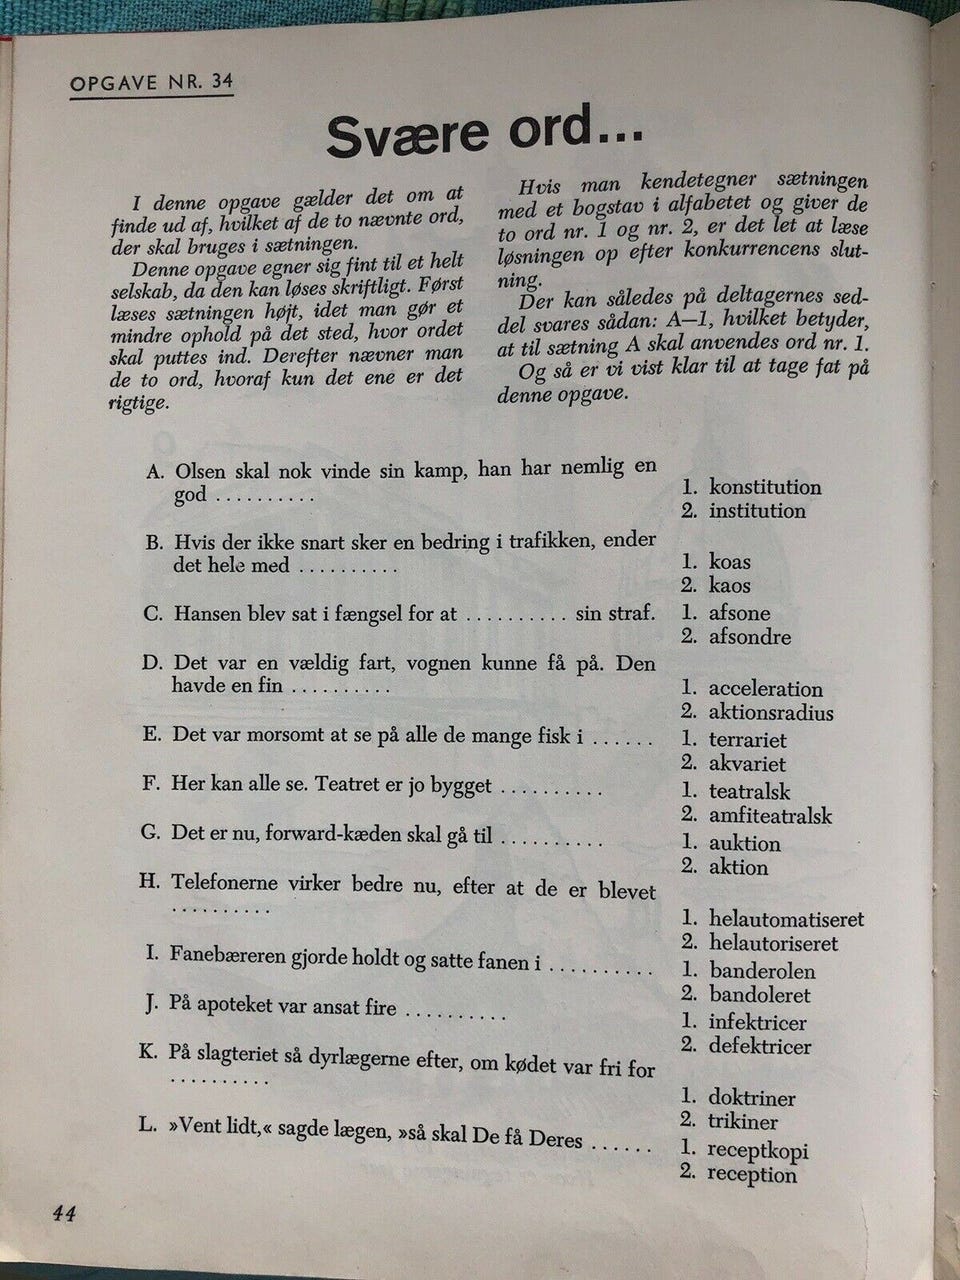 OPGAVE NR. 34
Svære ord...
I denne opgave gælder det om at
finde ud af, hvilket af de to nævnte ord,
der skal bruges i sætningen.
Denne opgave egner sig fint til et helt
selskab, da den kan løses skriftligt. Først
læses sætningen højt, idet man gør et
mindre ophold på det sted, hvor ordet
skal puttes ind. Derefter nævner man
de to ord, hvoraf kun det ene er det
rigtige.
Hvis man kendetegner sætningen
med et bogstav i alfabetet og giver de
to ord nr. 1 og nr. 2, er det let at læse
løsningen op efter konkurrencens slut-
ning.
Der kan således på deltagernes sed-
del svares sådan: A—1, hvilket betyder,
at til sætning A skal anvendes ord nr. 1.
Og så er vi vist klar til at tage fat på
denne opgave.
A. Olsen skal nok vinde sin kamp, han har nemlig en
god ..........
1. konstitution
2. institution
B. Hvis der ikke snart sker en bedring i trafikken, ender
det hele med ..........
1. koas
2. kaos
C. Hansen blev sat i fængsel for at .......... sin straf.
1. afsone
2. afsondre
D. Det var en vældig fart, vognen kunne få på. Den
havde en fin ..........
1. acceleration
2. aktionsradius
E. Det var morsomt at se på alle de mange fisk i ......
1. terrariet
2. akvariet
F. Her kan alle se. Teatret er jo bygget ..........
1. teatralsk
2. amfiteatralsk
G. Det er nu, forward-kæden skal gå til ..........
1. auktion
2. aktion
H. Telefonerne virker bedre nu, efter at de er blevet
..........
1. helautomatiseret
2. helautoriseret
I. Fanebæreren gjorde holdt og satte fanen i ..........
1. banderolen
2. bandoleret
J. På apoteket var ansat fire ..........
1. infektricer
2. defektricer
K. På slagteriet så dyrlægerne efter, om kødet var fri for
..........
1. doktriner
2. trikiner
L. »Vent lidt,« sagde lægen, »så skal De få Deres ......
1. receptkopi
2. reception
44